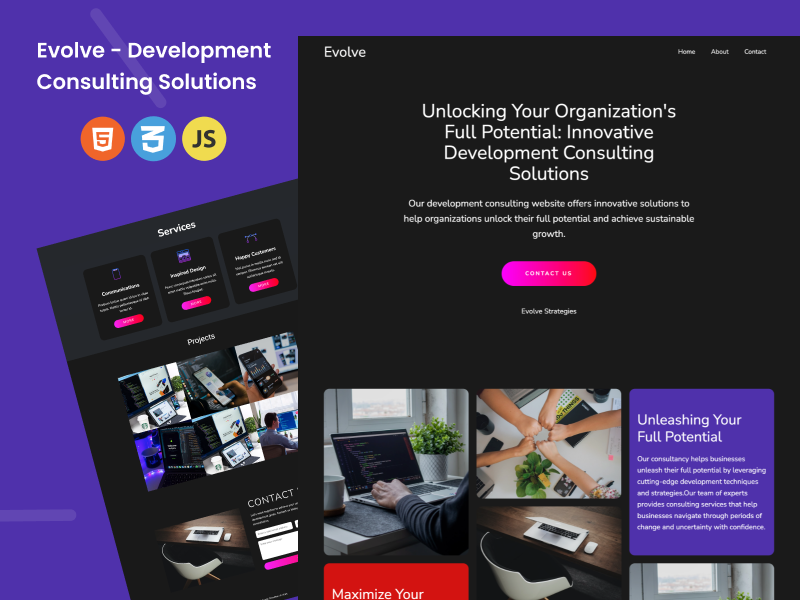 Evolve - Development
Consulting Solutions
JS
Services
Communications
MORE
Inspired Design
MORE
Happy Customers
MORE
Projects
CONTACT
Evolve
Home
About
Contact
Unlocking Your Organization's
Full Potential: Innovative
Development Consulting
Solutions
Our development consulting website offers innovative solutions to
help organizations unlock their full potential and achieve sustainable
growth.
CONTACT US
Evolve Strategies
Unleashing Your
Full Potential
Our consultancy helps businesses
unleash their full potential by leveraging
cutting-edge development techniques
and strategies.Our team of experts
provides consulting services that help
businesses navigate through periods of
change and uncertainty with confidence.
Maximize Your